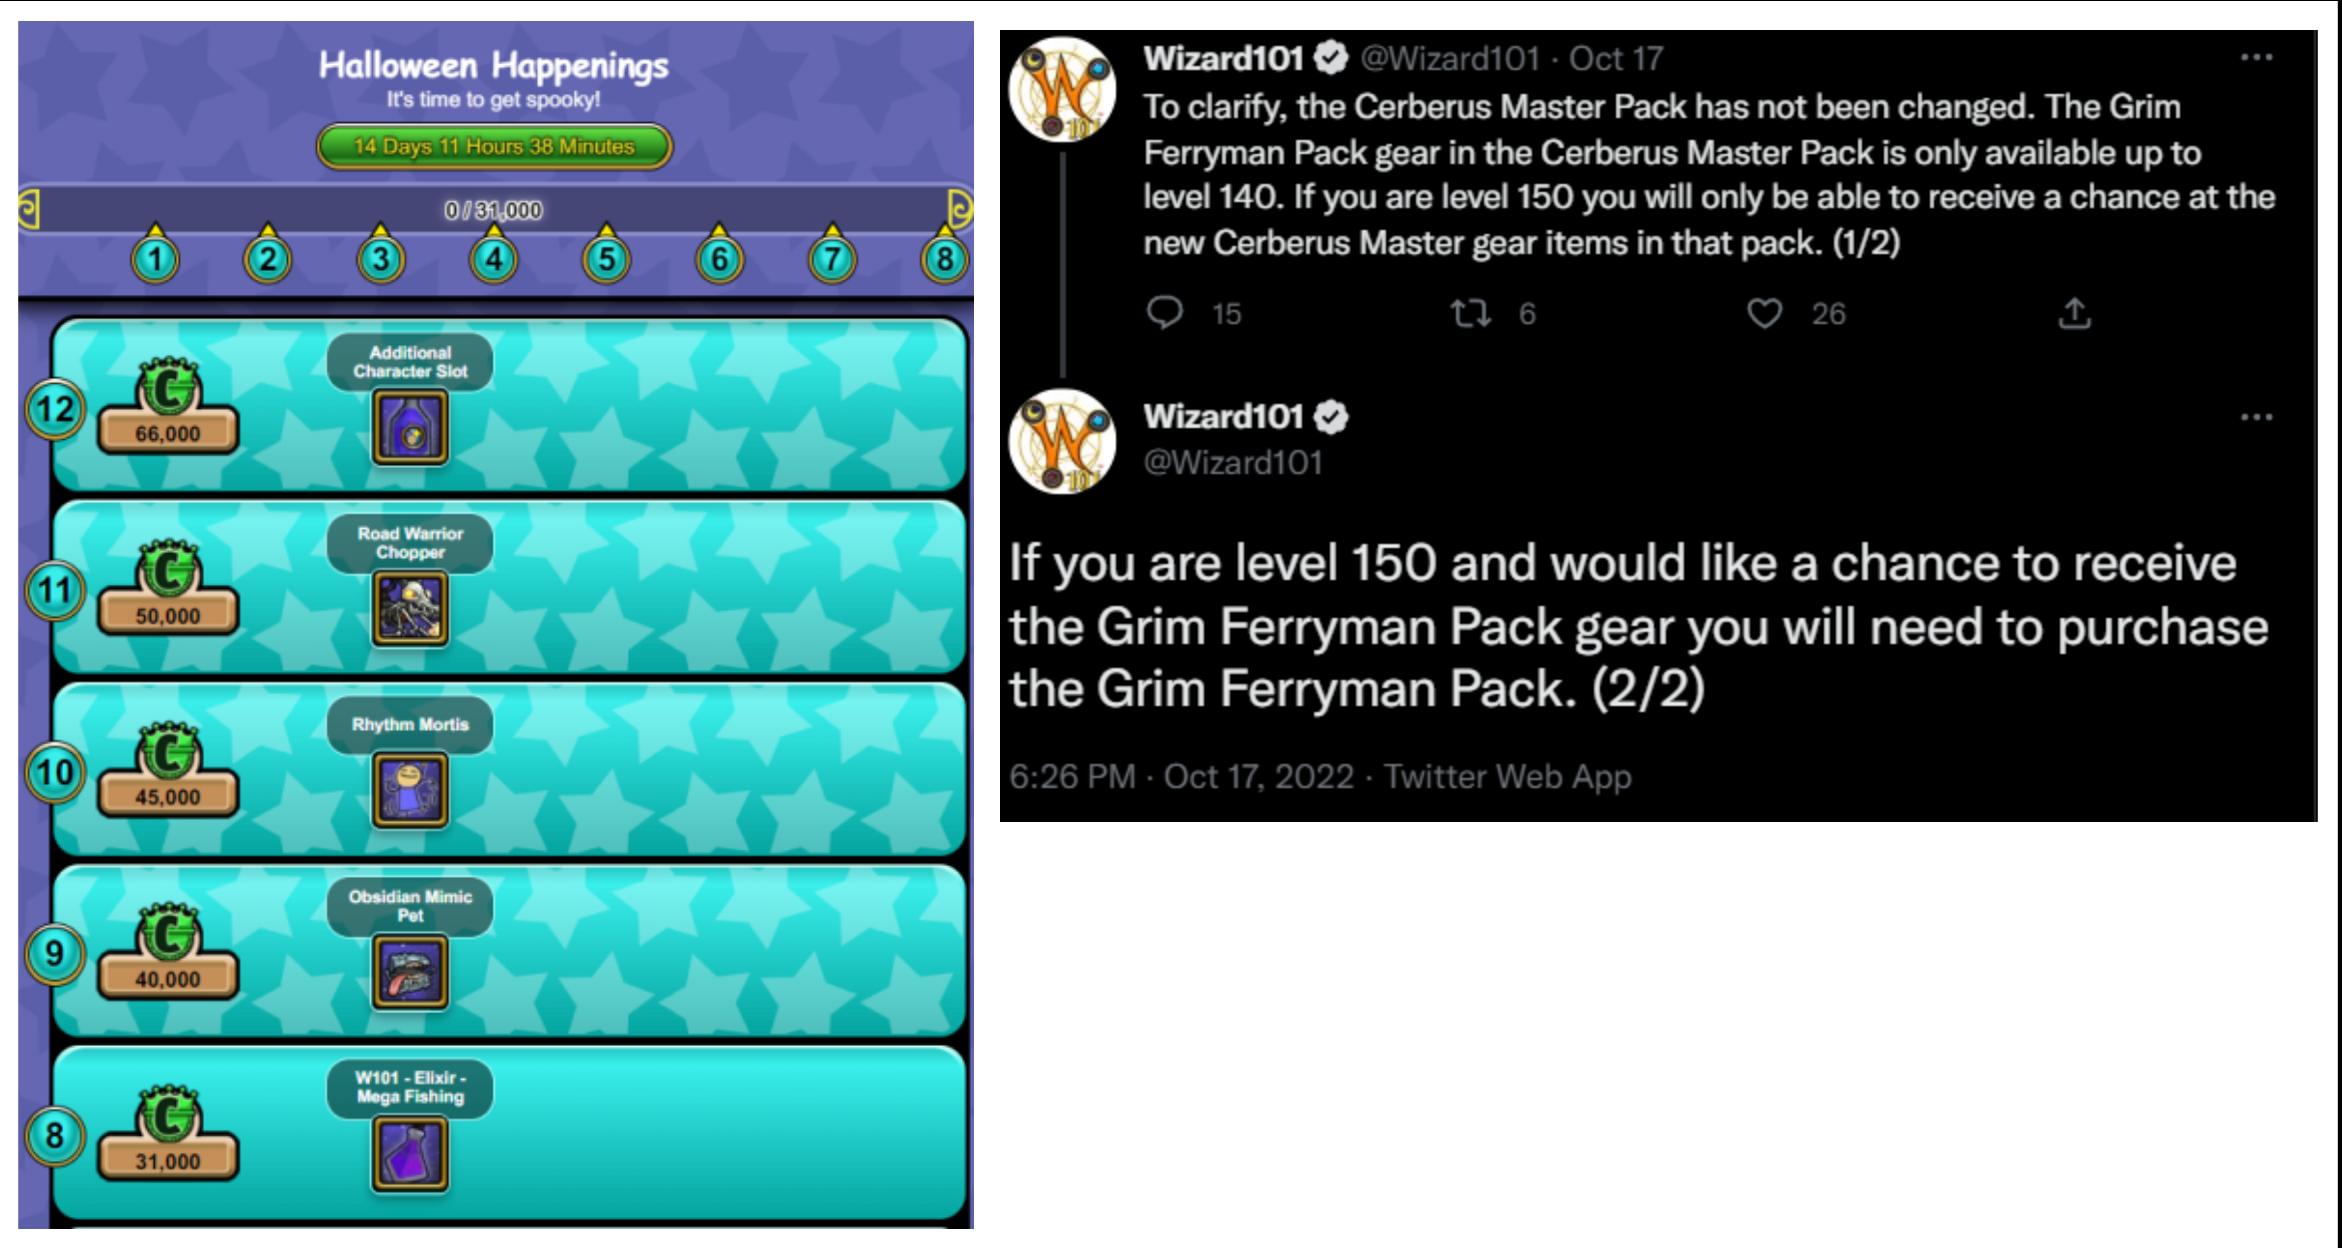 Halloween Happenings
It's time to get spooky!
14 Days 11 Hours 38 Minutes
0 / 31,000
1 2 3 4 5 6 7 8
12
C
66,000
Additional
Character Slot
11
C
50,000
Road Warrior
Chopper
10
C
45,000
Rhythm Mortis
9
C
40,000
Obsidian Mimic
Pet
8
C
31,000
W101 - Elixir -
Mega Fishing
Wizard101 @Wizard101 · Oct 17
To clarify, the Cerberus Master Pack has not been changed. The Grim
Ferryman Pack gear in the Cerberus Master Pack is only available up to
level 140. If you are level 150 you will only be able to receive a chance at the
new Cerberus Master gear items in that pack. (1/2)
15 6 26
Wizard101
@Wizard101
If you are level 150 and would like a chance to receive
the Grim Ferryman Pack gear you will need to purchase
the Grim Ferryman Pack. (2/2)
6:26 PM · Oct 17, 2022 · Twitter Web App